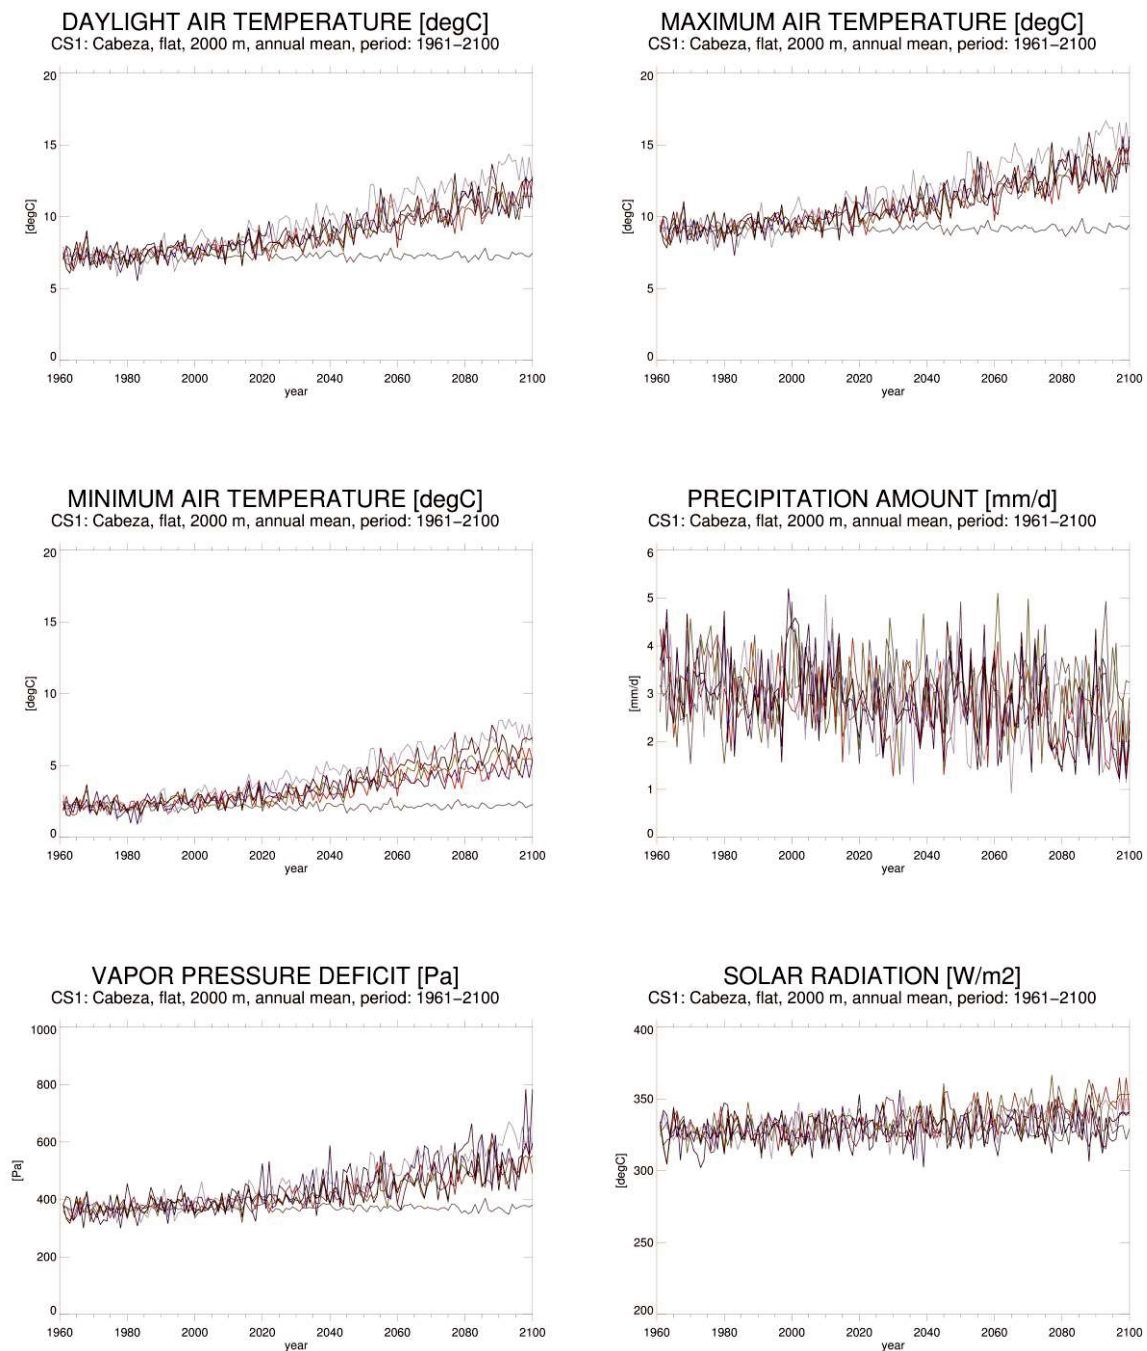 DAYLIGHT AIR TEMPERATURE [degC]
CS1: Cabeza, flat, 2000 m, annual mean, period: 1961−2100
20
15
10
5
0
[degC]
1960 1980 2000 2020 2040 2060 2080 2100
year
MAXIMUM AIR TEMPERATURE [degC]
CS1: Cabeza, flat, 2000 m, annual mean, period: 1961−2100
20
15
10
5
0
[degC]
1960 1980 2000 2020 2040 2060 2080 2100
year
MINIMUM AIR TEMPERATURE [degC]
CS1: Cabeza, flat, 2000 m, annual mean, period: 1961−2100
20
15
10
5
0
[degC]
1960 1980 2000 2020 2040 2060 2080 2100
year
PRECIPITATION AMOUNT [mm/d]
CS1: Cabeza, flat, 2000 m, annual mean, period: 1961−2100
6
5
4
3
2
1
0
[mm/d]
1960 1980 2000 2020 2040 2060 2080 2100
year
VAPOR PRESSURE DEFICIT [Pa]
CS1: Cabeza, flat, 2000 m, annual mean, period: 1961−2100
1000
800
600
400
200
0
[Pa]
1960 1980 2000 2020 2040 2060 2080 2100
year
SOLAR RADIATION [W/m2]
CS1: Cabeza, flat, 2000 m, annual mean, period: 1961−2100
400
350
300
250
200
[degC]
1960 1980 2000 2020 2040 2060 2080 2100
year